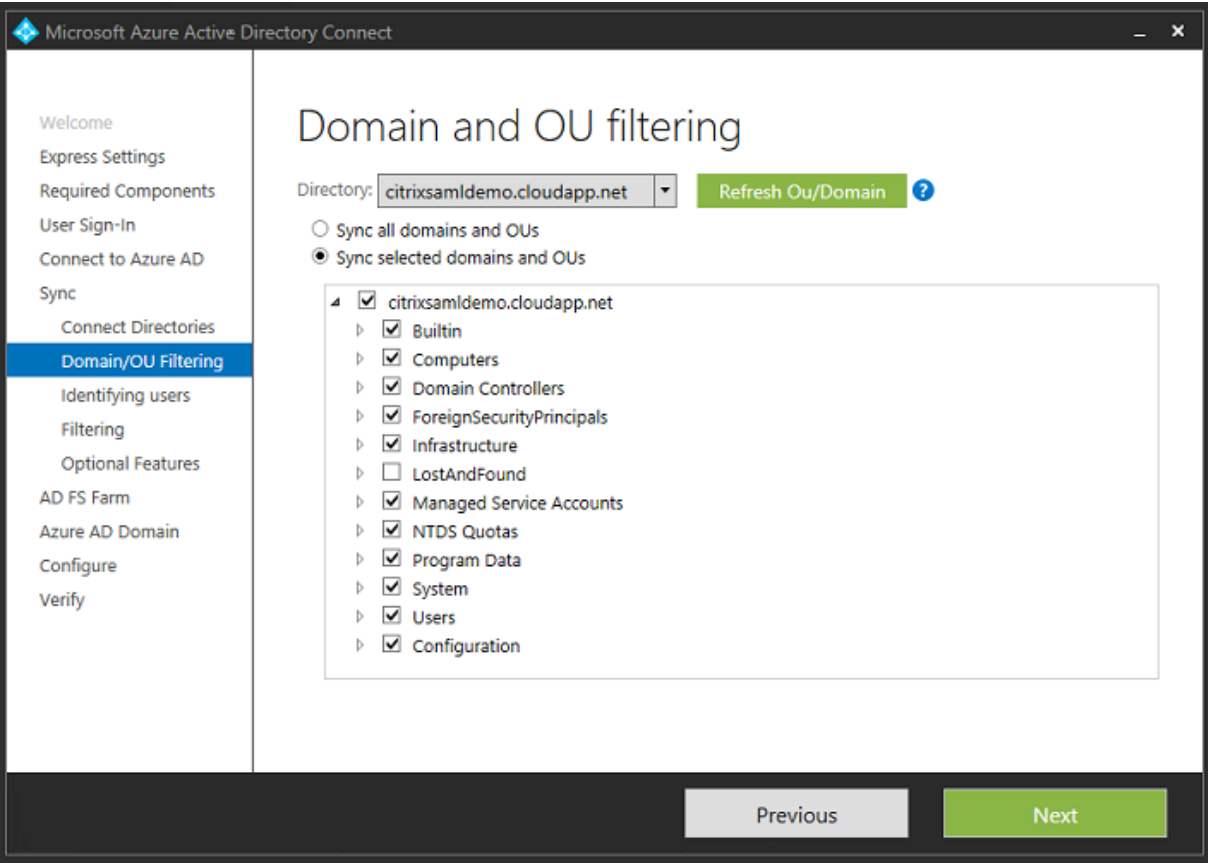 Microsoft Azure Active Directory Connect
Welcome
Express Settings
Required Components
User Sign-In
Connect to Azure AD
Sync
Connect Directories
Domain/OU Filtering
Identifying users
Filtering
Optional Features
AD FS Farm
Azure AD Domain
Configure
Verify
Domain and OU filtering
Directory: citrixsamldemo.cloudapp.net Refresh Ou/Domain ?
Sync all domains and OUs
Sync selected domains and OUs
citrixsamldemo.cloudapp.net
Builtin
Computers
Domain Controllers
ForeignSecurityPrincipals
Infrastructure
LostAndFound
Managed Service Accounts
NTDS Quotas
Program Data
System
Users
Configuration
Previous Next